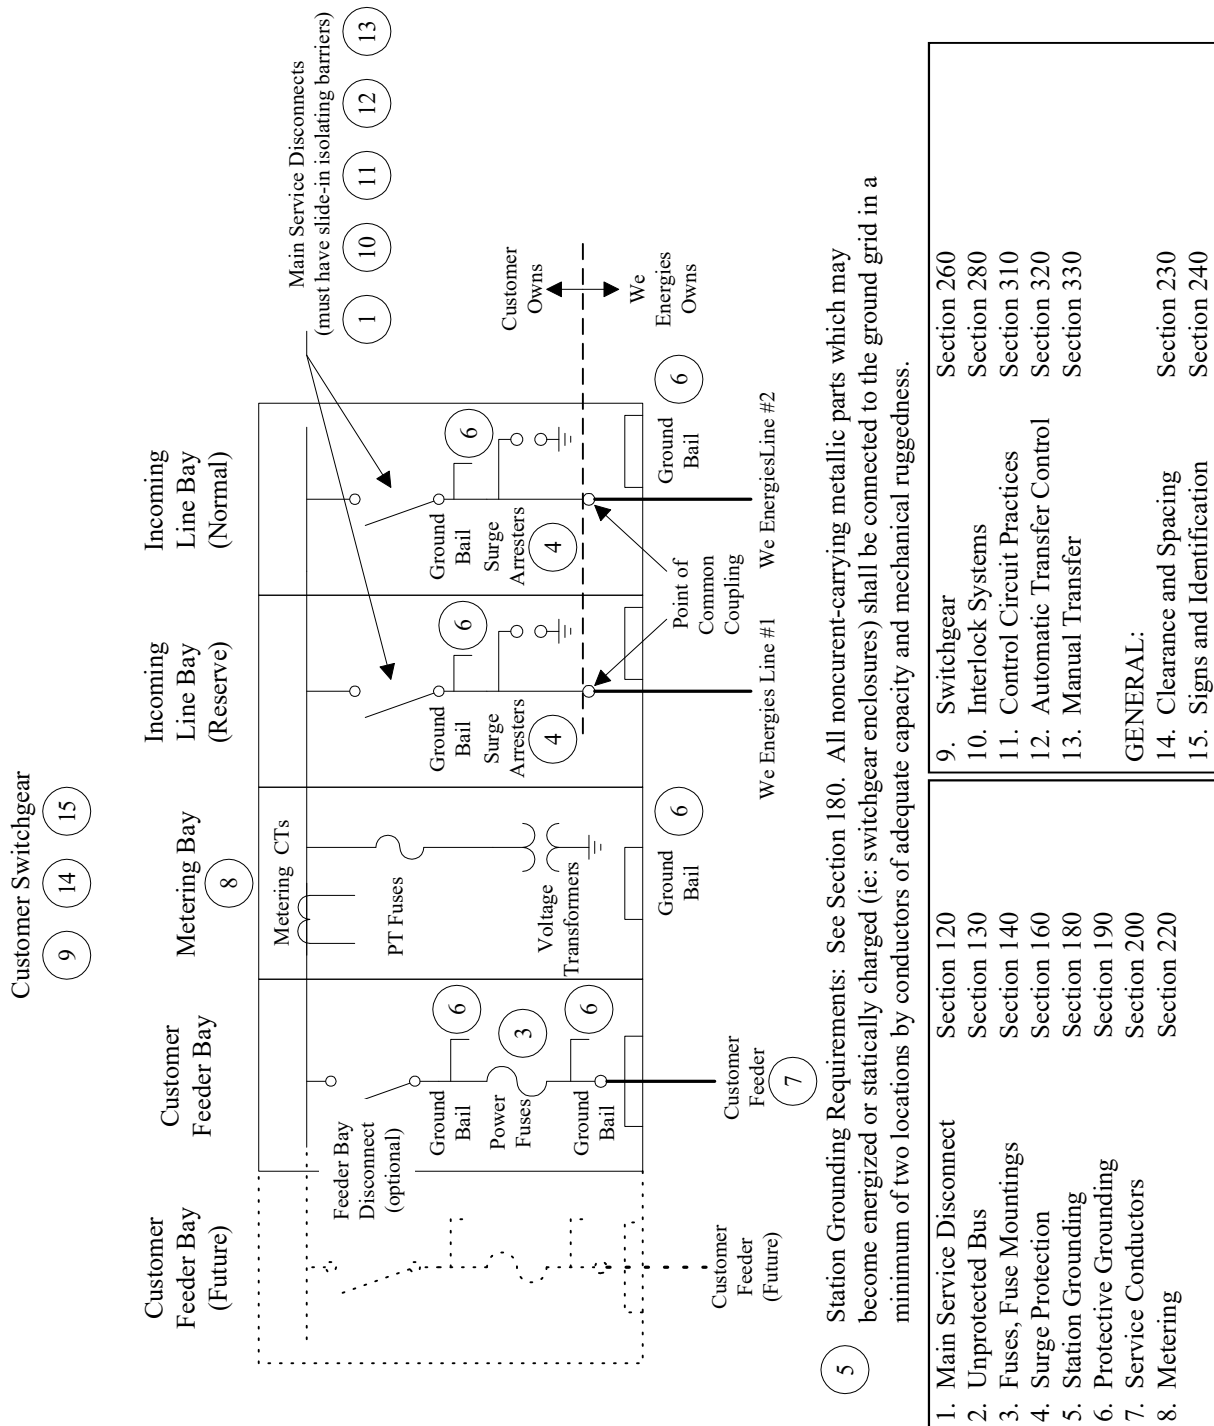 Customer Switchgear
9 14 15
Customer
Feeder Bay
(Future)
Customer
Feeder Bay
Metering Bay
8
Incoming
Line Bay
(Reserve)
Incoming
Line Bay
(Normal)
Main Service Disconnects
(must have slide-in isolating barriers)
1 10 11 12 13
Metering CTs
PT Fuses
Voltage
Transformers
Feeder Bay
Disconnect
(optional)
Ground
Bail
6
Power
Fuses
3
Ground
Bail
6
Ground
Bail
6
Surge
Arresters
4
Ground
Bail
6
Surge
Arresters
4
Customer
Owns
We
Energies
Owns
Ground
Bail
6
Ground
Bail
6
Point of
Common
Coupling
Customer
Feeder
(Future)
Customer
Feeder
7
We Energies Line #1
We EnergiesLine #2
5 Station Grounding Requirements: See Section 180. All noncurent-carrying metallic parts which may
become energized or statically charged (ie: switchgear enclosures) shall be connected to the ground grid in a
minimum of two locations by conductors of adequate capacity and mechanical ruggedness.
1. Main Service Disconnect Section 120
2. Unprotected Bus Section 130
3. Fuses, Fuse Mountings Section 140
4. Surge Protection Section 160
5. Station Grounding Section 180
6. Protective Grounding Section 190
7. Service Conductors Section 200
8. Metering Section 220
9. Switchgear Section 260
10. Interlock Systems Section 280
11. Control Circuit Practices Section 310
12. Automatic Transfer Control Section 320
13. Manual Transfer Section 330
GENERAL:
14. Clearance and Spacing Section 230
15. Signs and Identification Section 240